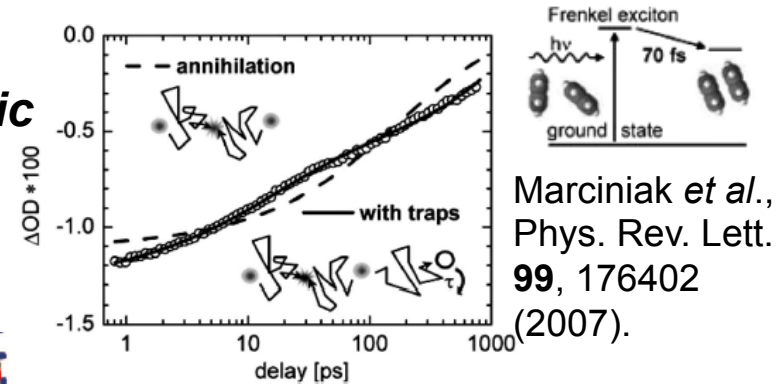 ic
0.0
-0.5
-1.0
-1.5
ΔOD *100
annihilation
with traps
τ
1
10
100
1000
delay [ps]
Frenkel exciton
hν
70 fs
ground state
Marciniak et al.,
Phys. Rev. Lett.
99, 176402
(2007).